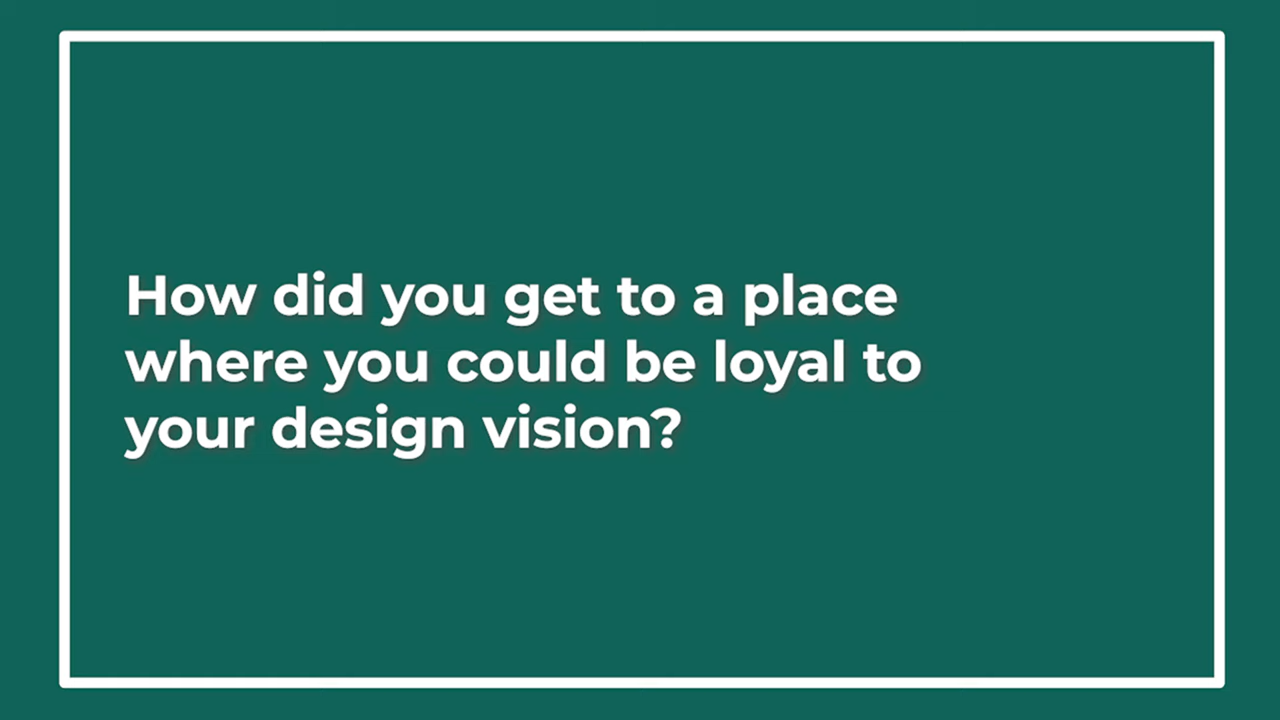 How did you get to a place
where you could be loyal to
your design vision?